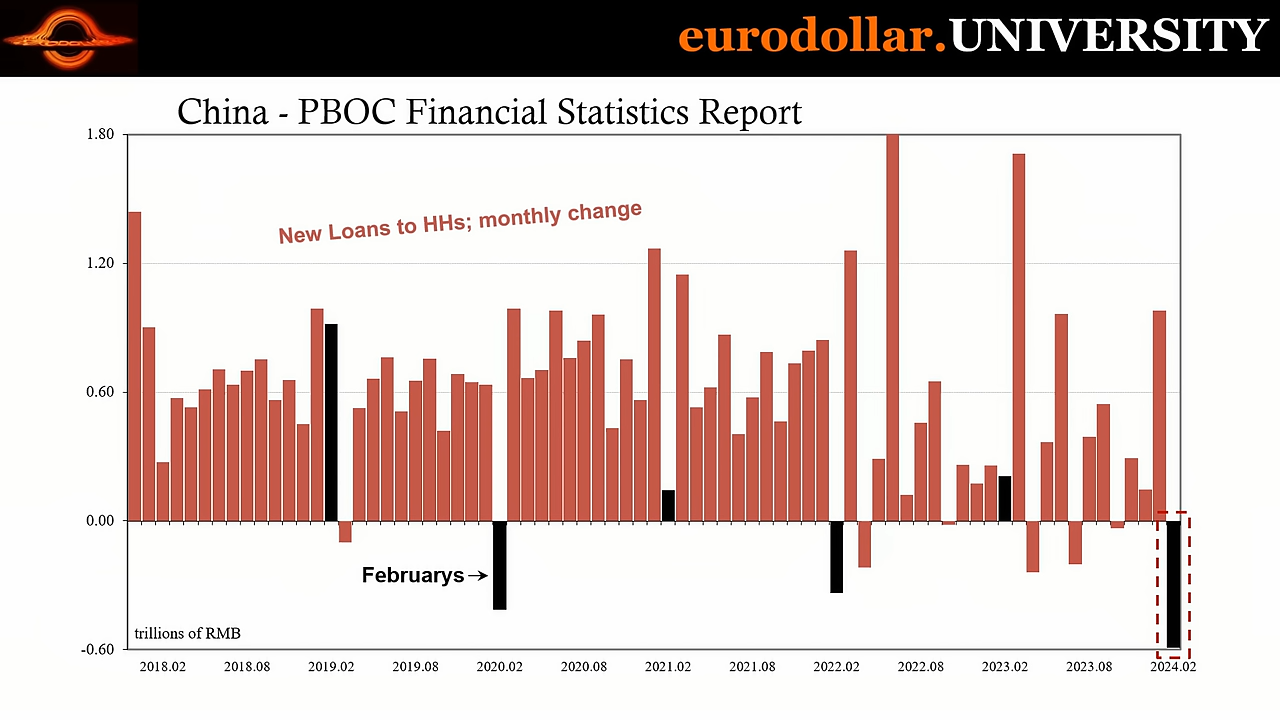 eurodollar.UNIVERSITY
China - PBOC Financial Statistics Report
1.80
New Loans to HHs; monthly change
1.20
0.60
0.00
Februarys
trillions of RMB
-0.60
2018.02 2018.08 2019.02 2019.08 2020.02 2020.08 2021.02 2021.08 2022.02 2022.08 2023.02 2023.08 2024.02